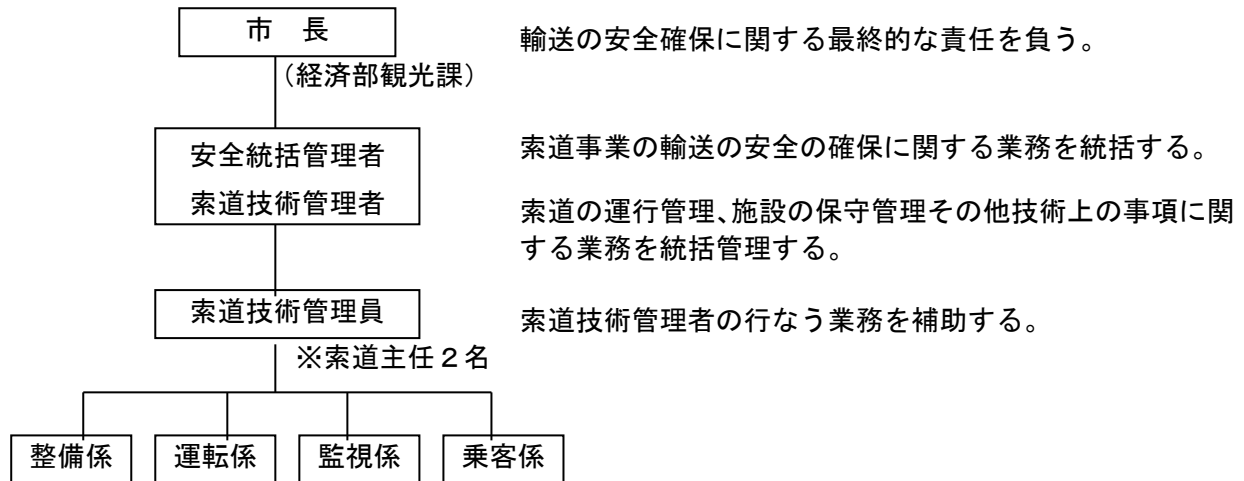 市　長
輸送の安全確保に関する最終的な責任を負う。
（経済部観光課）
安全統括管理者
索道事業の輸送の安全の確保に関する業務を統括する。
索道技術管理者
索道の運行管理、施設の保守管理その他技術上の事項に関
する業務を統括管理する。
索道技術管理員
索道技術管理者の行なう業務を補助する。
※索道主任２名
整備係
運転係
監視係
乗客係